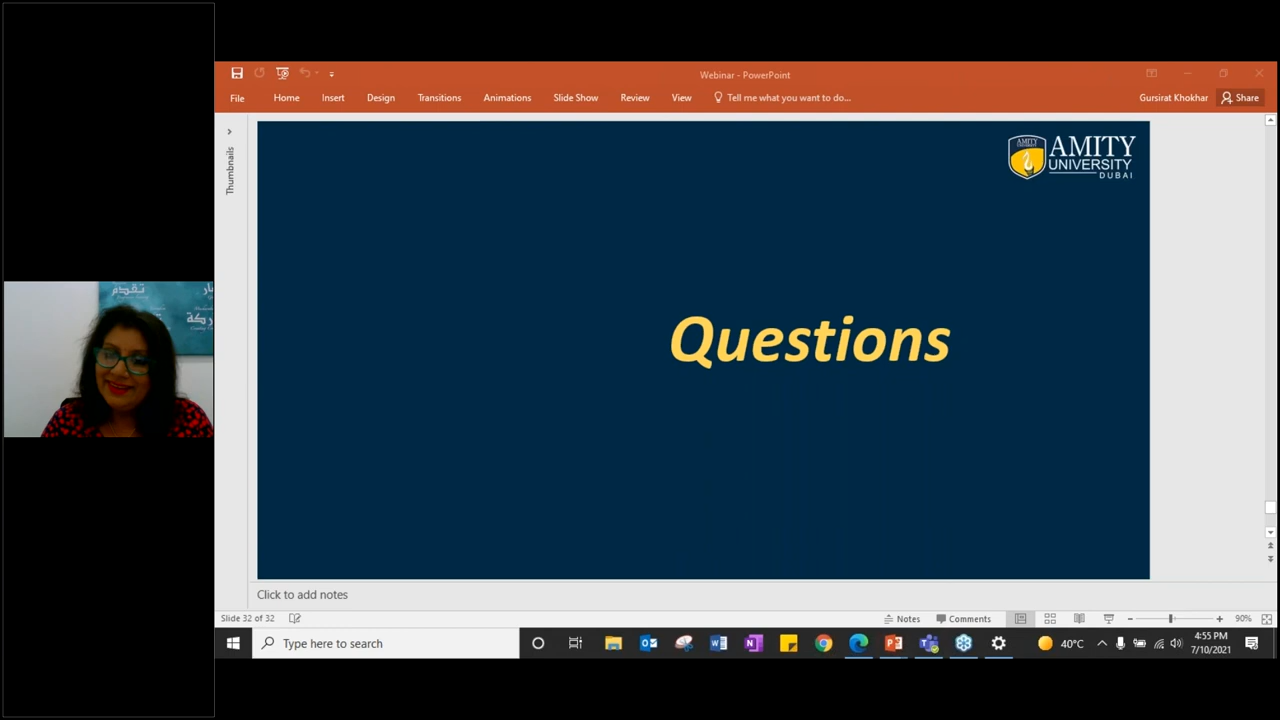 Webinar - PowerPoint
File Home Insert Design Transitions Animations Slide Show Review View Tell me what you want to do... Gursirat Khokhar Share
Thumbnails
AMITY
UNIVERSITY
DUBAI
تقدم
Questions
Click to add notes
Slide 32 of 32 Notes Comments 90%
Type here to search
40°C
4:55 PM
7/10/2021